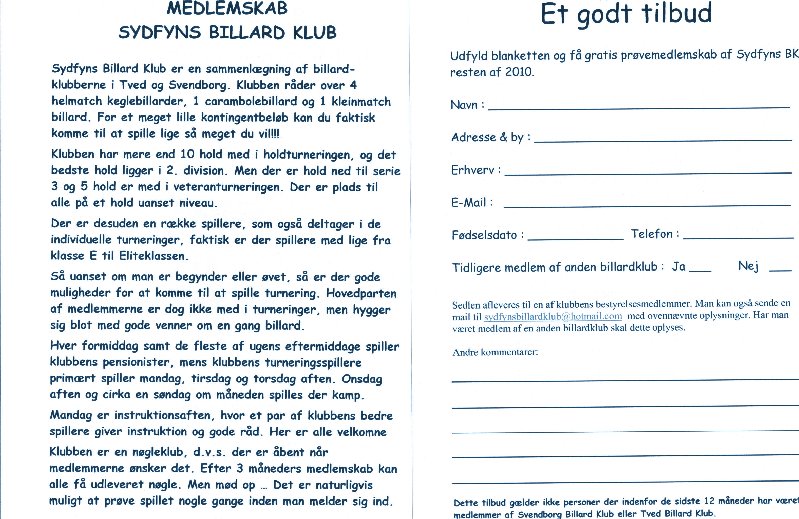 MEDLEMSKAB
SYDFYNS BILLARD KLUB
Sydfyns Billard Klub er en sammenlægning af billard-
klubberne i Tved og Svendborg. Klubben råder over 4
helmatch keglebillarder, 1 carambolebillard og 1 kleinmatch
billard. For et meget lille kontingentbeløb kan du faktisk
komme til at spille lige så meget du vil!!!!
Klubben har mere end 10 hold med i holdturneringen, og det
bedste hold ligger i 2. division. Men der er hold ned til serie
3 og 5 hold er med i veteranturneringen. Der er plads til
alle på et hold uanset niveau.
Der er desuden en række spillere, som også deltager i de
individuelle turneringer, faktisk er der spillere med lige fra
klasse E til Eliteklassen.
Så uanset om man er begynder eller øvet, så er der gode
muligheder for at komme til at spille turnering. Hovedparten
af medlemmerne er dog ikke med i turneringer, men hygger
sig blot med gode venner om en gang billard.
Hver formiddag samt de fleste af ugens eftermiddage spiller
klubbens pensionister, mens klubbens turneringsspillere
primært spiller mandag, tirsdag og torsdag aften. Onsdag
aften og cirka en søndag om måneden spilles der kamp.
Mandag er instruktionsaften, hvor et par af klubbens bedre
spillere giver instruktion og gode råd. Her er alle velkomne
Klubben er en nøgleklub, d.v.s. der er åbent når
medlemmerne ønsker det. Efter 3 måneders medlemskab kan
alle få udleveret nøgle. Men mød op … Det er naturligvis
muligt at prøve spillet nogle gange inden man melder sig ind.
Et godt tilbud
Udfyld blanketten og få gratis prøvemedlemskab af Sydfyns BK
resten af 2010.
Navn :
Adresse & by :
Erhverv :
E-Mail :
Fødselsdato : Telefon :
Tidligere medlem af anden billardklub : Ja Nej
Sedlen afleveres til en af klubbens bestyrelsesmedlemmer. Man kan også sende en
mail til sydfynsbillardklub@hotmail.com med ovennævnte oplysninger. Har man
været medlem af en anden billardklub skal dette oplyses.
Andre kommentarer:
Dette tilbud gælder ikke personer der indenfor de sidste 12 måneder har været
medlemmer af Svendborg Billard Klub eller Tved Billard Klub.